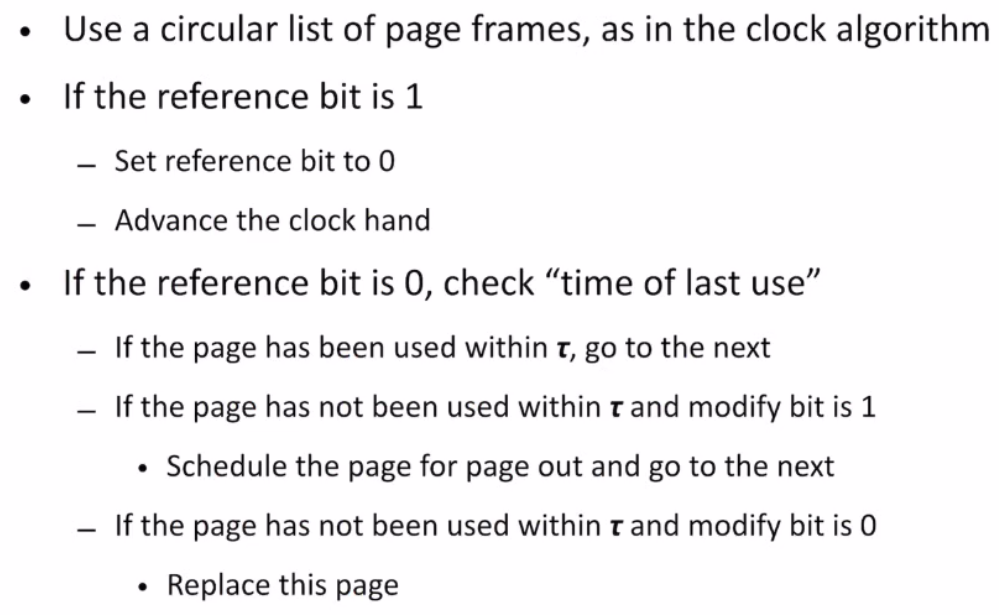 • Use a circular list of page frames, as in the clock algorithm
• If the reference bit is 1
– Set reference bit to 0
– Advance the clock hand
• If the reference bit is 0, check “time of last use”
– If the page has been used within τ, go to the next
– If the page has not been used within τ and modify bit is 1
• Schedule the page for page out and go to the next
– If the page has not been used within τ and modify bit is 0
• Replace this page